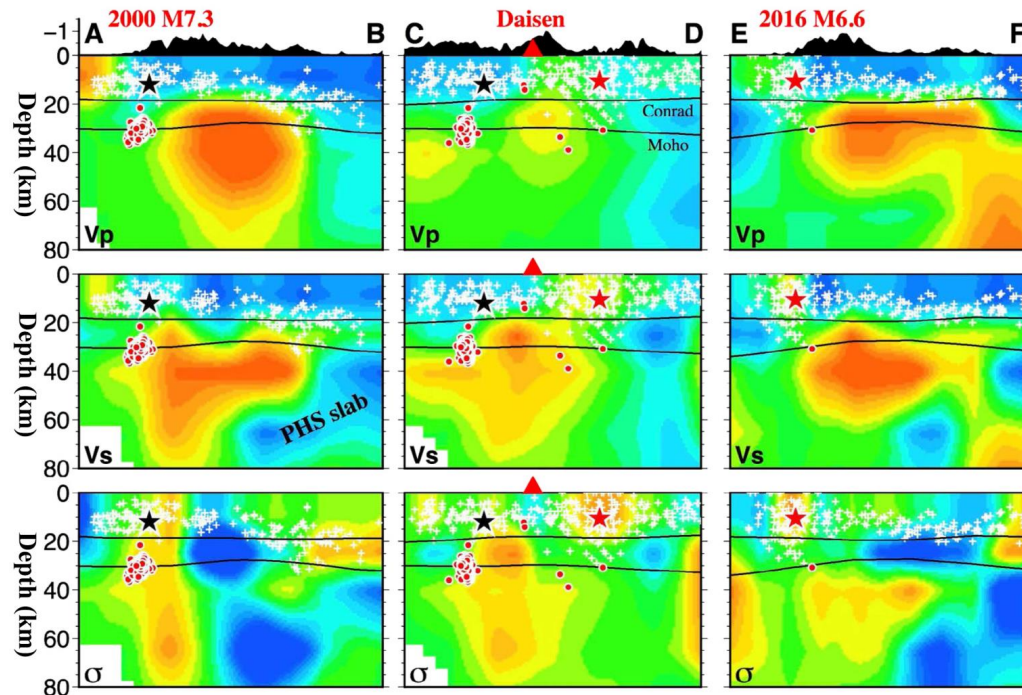 2000 M7.3
Daisen
2016 M6.6
A B C D E F
−1
0
20
40
60
80
Depth (km)
Vp
Conrad
Moho
Vp
Vp
0
20
40
60
80
Depth (km)
Vs
PHS slab
Vs
Vs
0
20
40
60
80
Depth (km)
σ
σ
σ